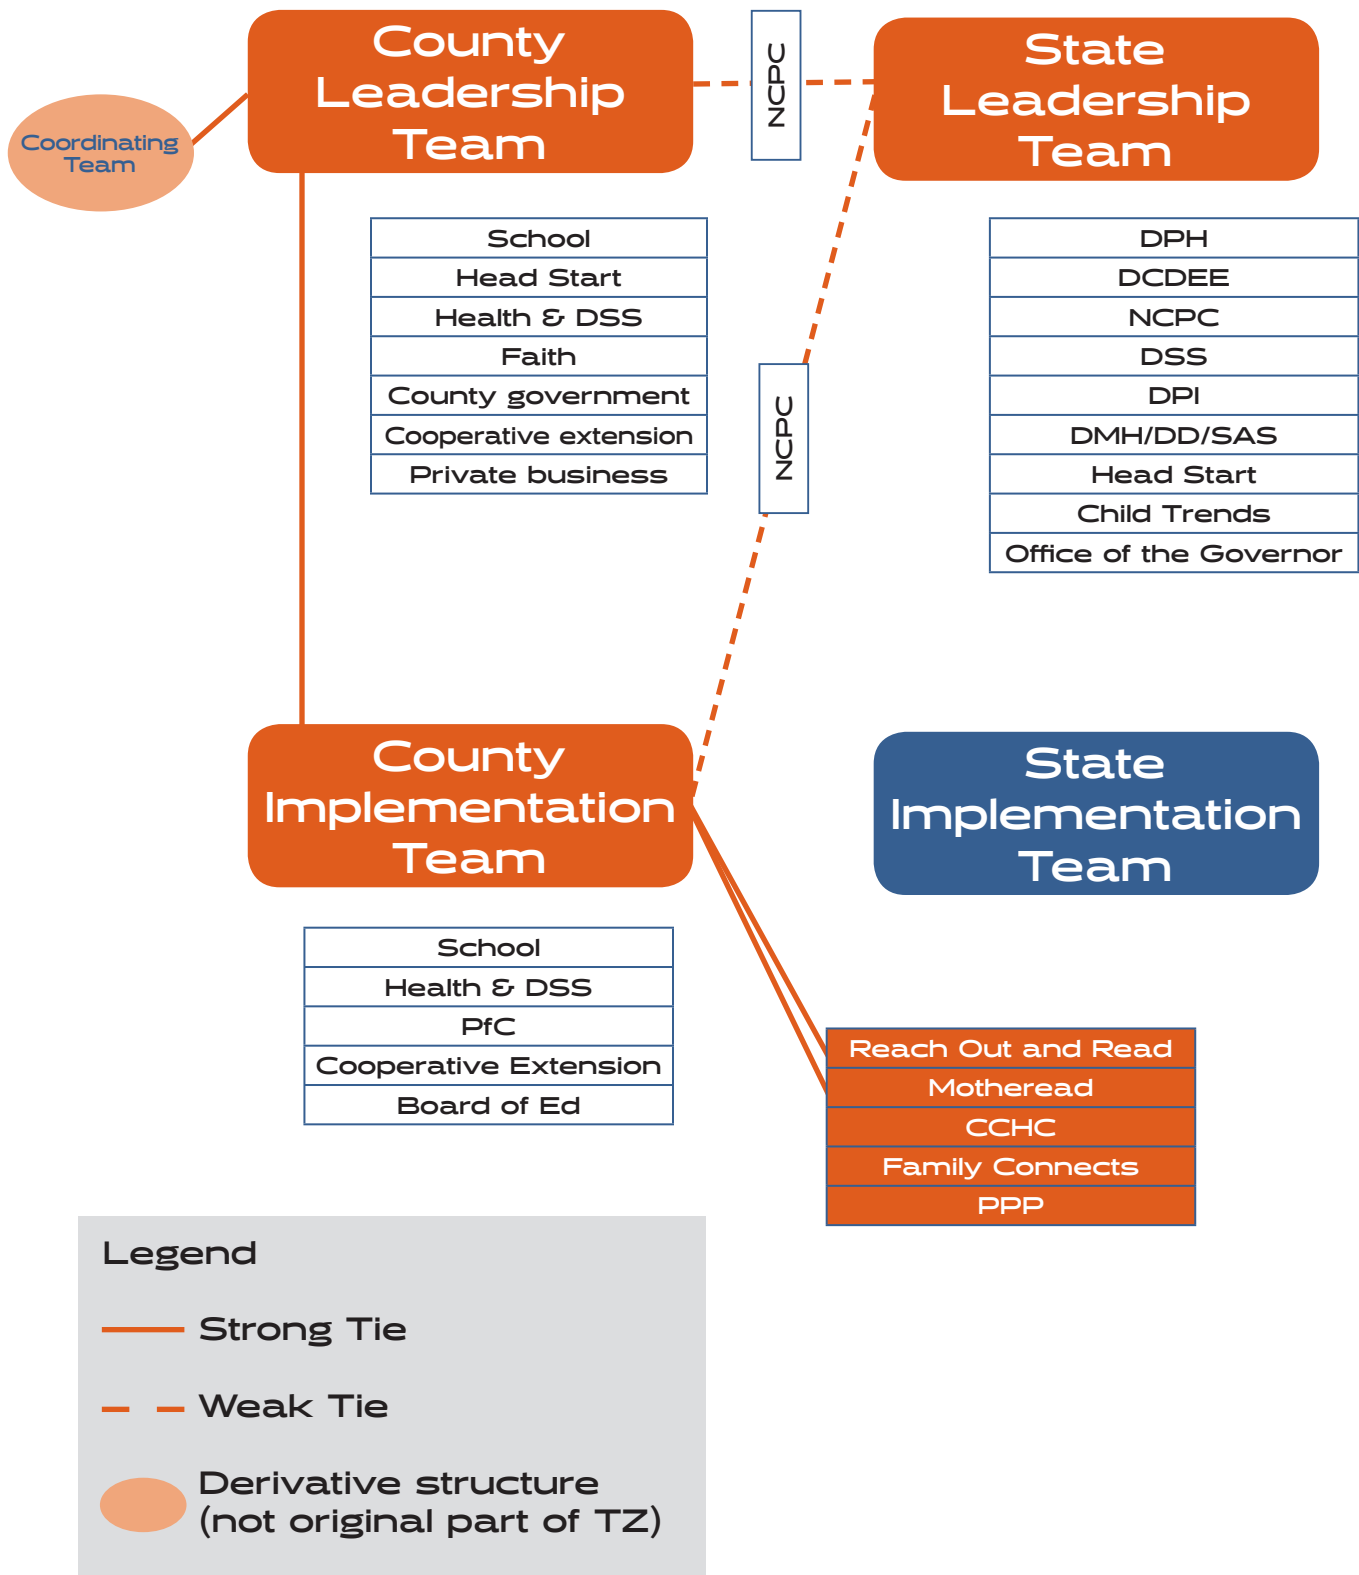 County
Leadership
Team
NCPC
State
Leadership
Team
Coordinating
Team
School
Head Start
Health & DSS
Faith
County government
Cooperative extension
Private business
DPH
DCDEE
NCPC
DSS
DPI
DMH/DD/SAS
Head Start
Child Trends
Office of the Governor
NCPC
County
Implementation
Team
State
Implementation
Team
School
Health & DSS
PfC
Cooperative Extension
Board of Ed
Reach Out and Read
Motheread
CCHC
Family Connects
PPP
Legend
Strong Tie
Weak Tie
Derivative structure
(not original part of TZ)